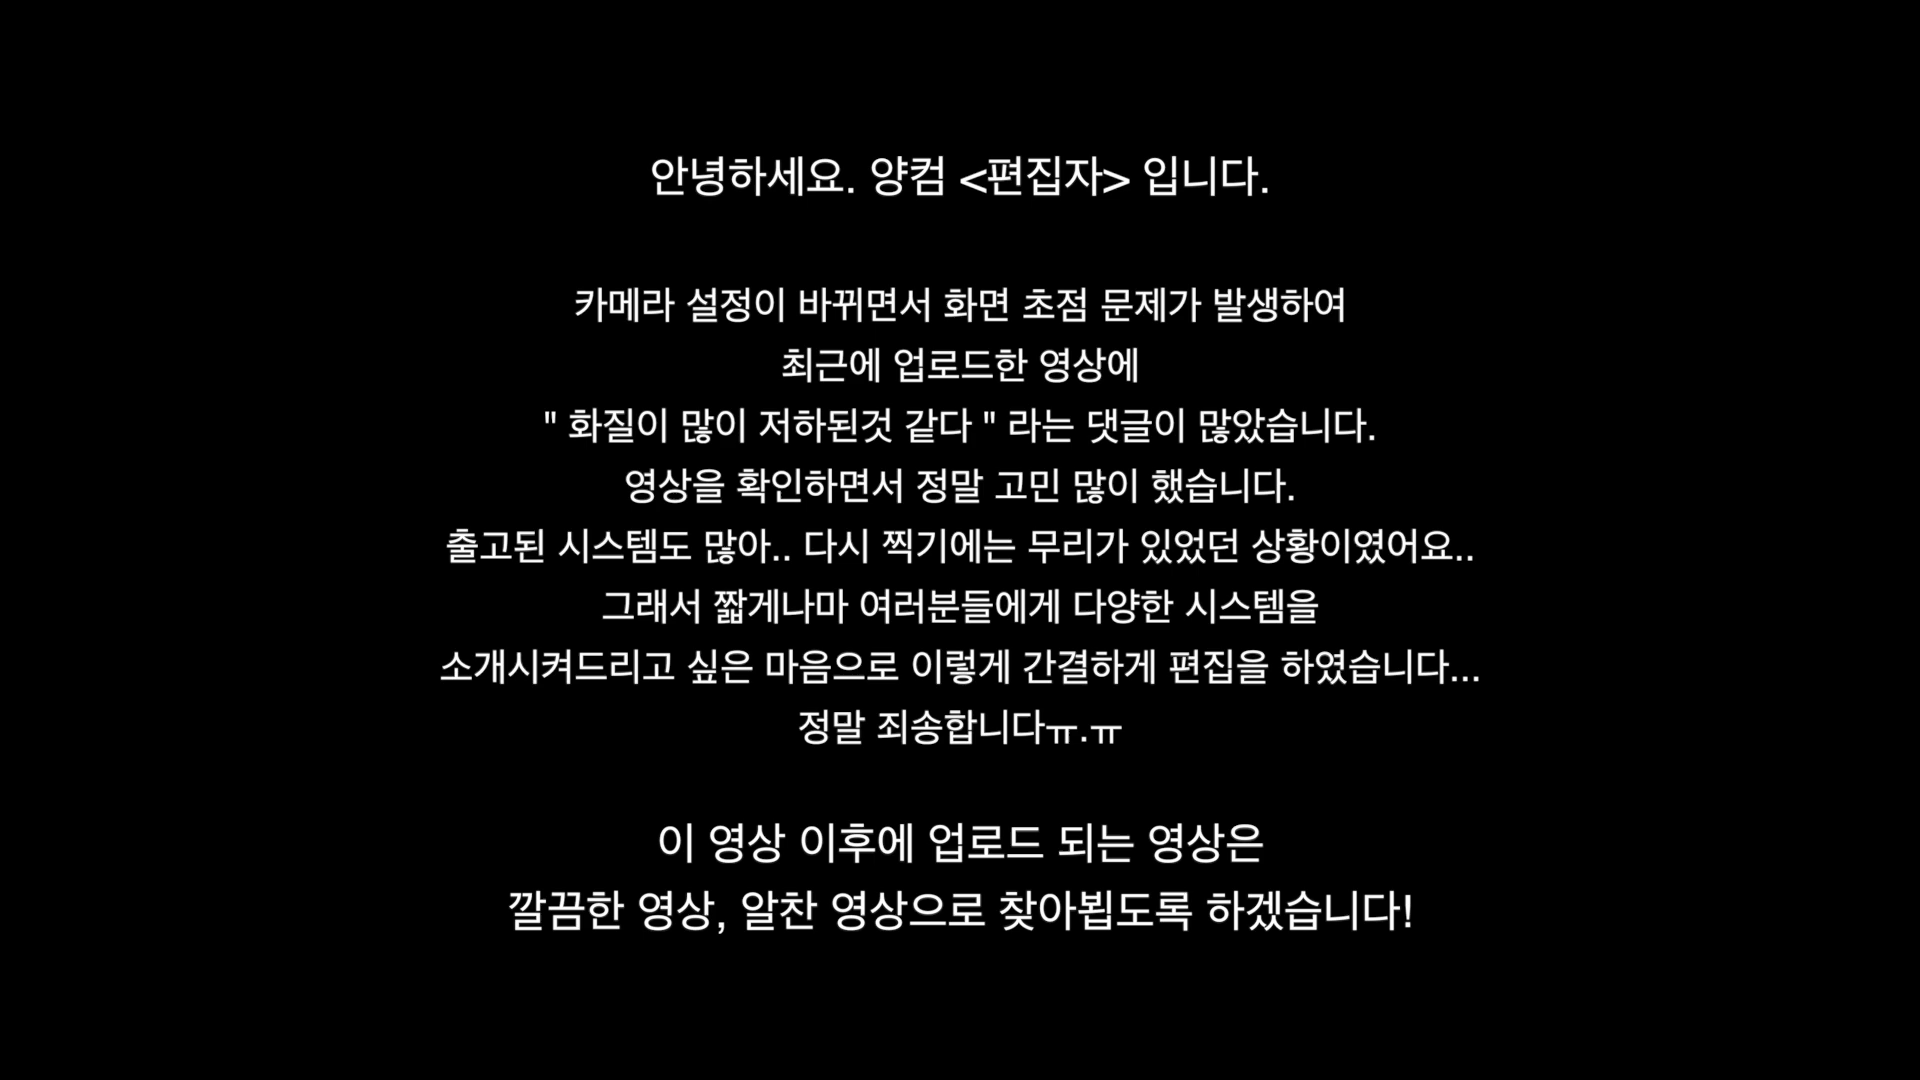 안녕하세요. 양컴 <편집자> 입니다.
카메라 설정이 바뀌면서 화면 초점 문제가 발생하여
최근에 업로드한 영상에
" 화질이 많이 저하된것 같다 " 라는 댓글이 많았습니다.
영상을 확인하면서 정말 고민 많이 했습니다.
출고된 시스템도 많아.. 다시 찍기에는 무리가 있었던 상황이였어요..
그래서 짧게나마 여러분들에게 다양한 시스템을
소개시켜드리고 싶은 마음으로 이렇게 간결하게 편집을 하였습니다...
정말 죄송합니다ㅠ.ㅠ
이 영상 이후에 업로드 되는 영상은
깔끔한 영상, 알찬 영상으로 찾아뵙도록 하겠습니다!